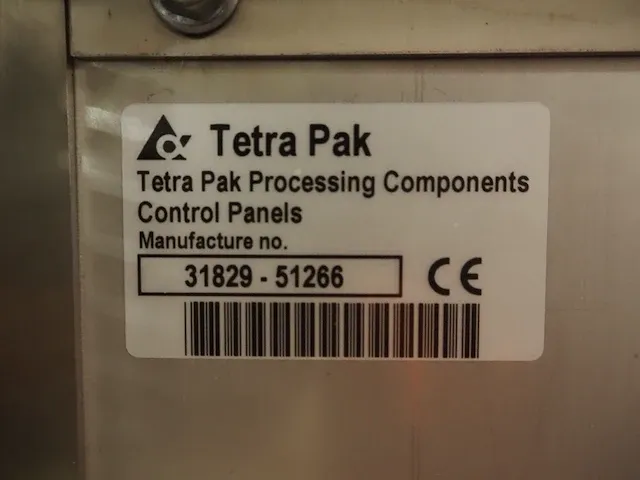 Tetra Pak
Tetra Pak Processing Components
Control Panels
Manufacture no.
31829 - 51266
CE